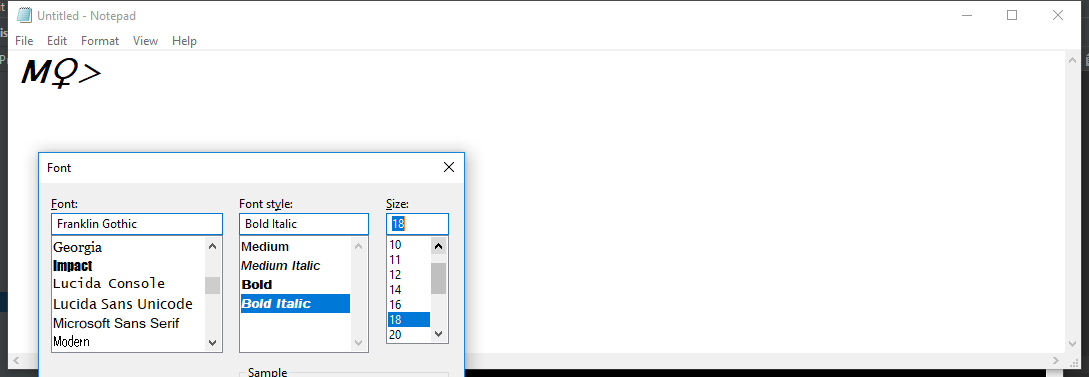 Untitled - Notepad
File Edit Format View Help
M♀>
Font
Font: Font style: Size:
Franklin Gothic Bold Italic 18
Georgia Medium 10
Impact Medium Italic 11
Lucida Console Bold 12
Lucida Sans Unicode Bold Italic 14
Microsoft Sans Serif 16
Modern 18
20
Sample